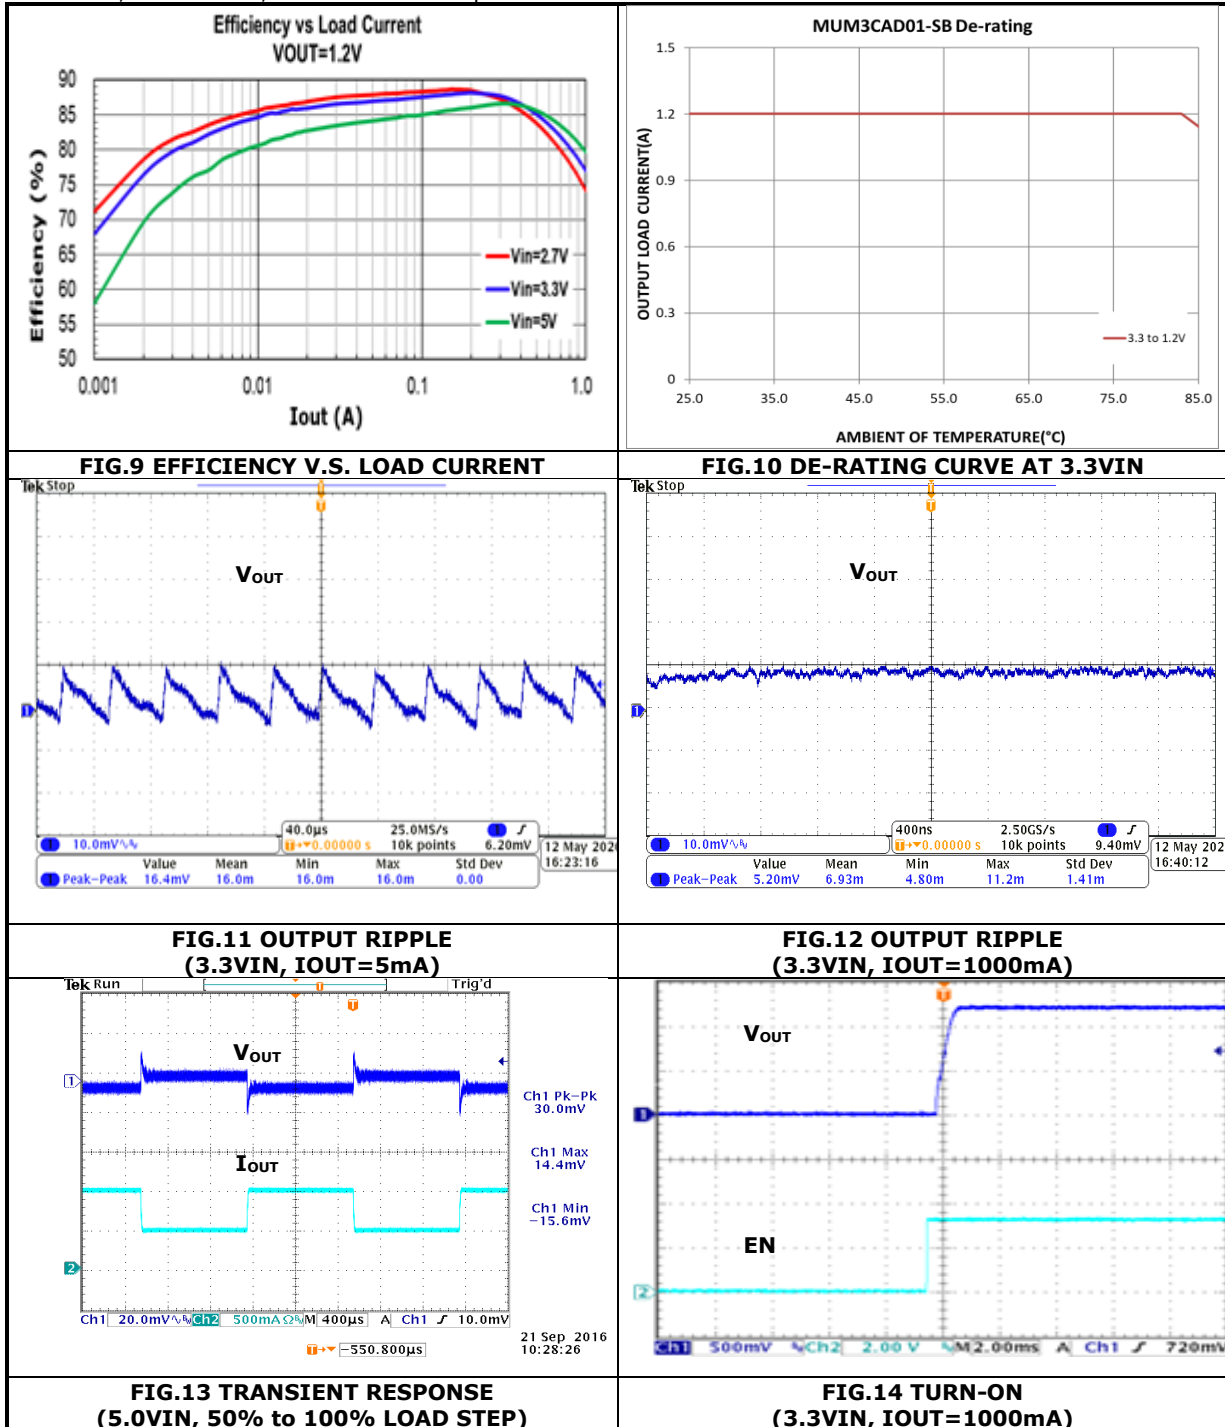 Efficiency vs Load Current
VOUT=1.2V
Efficiency (%)
90
85
80
75
70
65
60
55
50
Vin=2.7V
Vin=3.3V
Vin=5V
0.001
0.01
0.1
1.0
Iout (A)
MUM3CAD01-SB De-rating
OUTPUT LOAD CURRENT(A)
1.5
1.2
0.9
0.6
0.3
0
3.3 to 1.2V
25.0
35.0
45.0
55.0
65.0
75.0
85.0
AMBIENT OF TEMPERATURE(°C)
FIG.9 EFFICIENCY V.S. LOAD CURRENT
FIG.10 DE-RATING CURVE AT 3.3VIN
Tek Stop
T
VOUT
1
40.0µs 25.0MS/s 1
1 10.0mV T→▼0.00000 s 10k points 6.20mV
Value Mean Min Max Std Dev
1 Peak-Peak 16.4mV 16.0m 16.0m 16.0m 0.00
12 May 202
16:23:16
Tek Stop
T
VOUT
1
400ns 2.50GS/s 1
1 10.0mV T→▼0.00000 s 10k points 9.40mV
Value Mean Min Max Std Dev
1 Peak-Peak 5.20mV 6.93m 4.80m 11.2m 1.41m
12 May 202
16:40:12
FIG.11 OUTPUT RIPPLE
(3.3VIN, IOUT=5mA)
FIG.12 OUTPUT RIPPLE
(3.3VIN, IOUT=1000mA)
Tek Run Trig'd
T
VOUT
1
Ch1 Pk-Pk
30.0mV
Ch1 Max
14.4mV
IOUT
Ch1 Min
-15.6mV
2
Ch1 20.0mV Ch2 500mA Ω M 400µs A Ch1 10.0mV
T→▼ -550.800µs
21 Sep 2016
10:28:26
T
VOUT
1
EN
2
Ch1 500mV Ch2 2.00 V M 2.00ms A Ch1 720mV
FIG.13 TRANSIENT RESPONSE
(5.0VIN, 50% to 100% LOAD STEP)
FIG.14 TURN-ON
(3.3VIN, IOUT=1000mA)